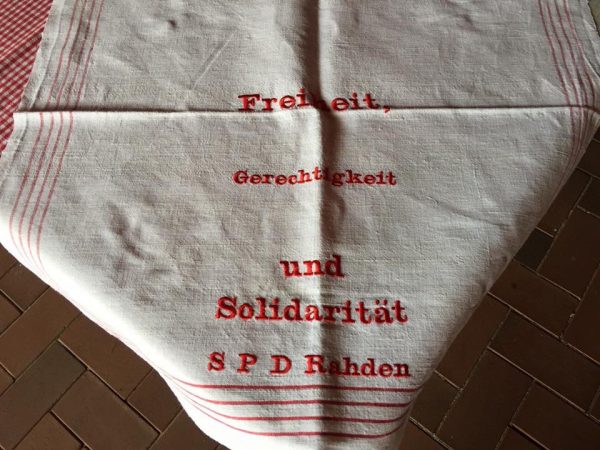 Freiheit,
Gerechtigkeit
und
Solidarität
S P D Rahden